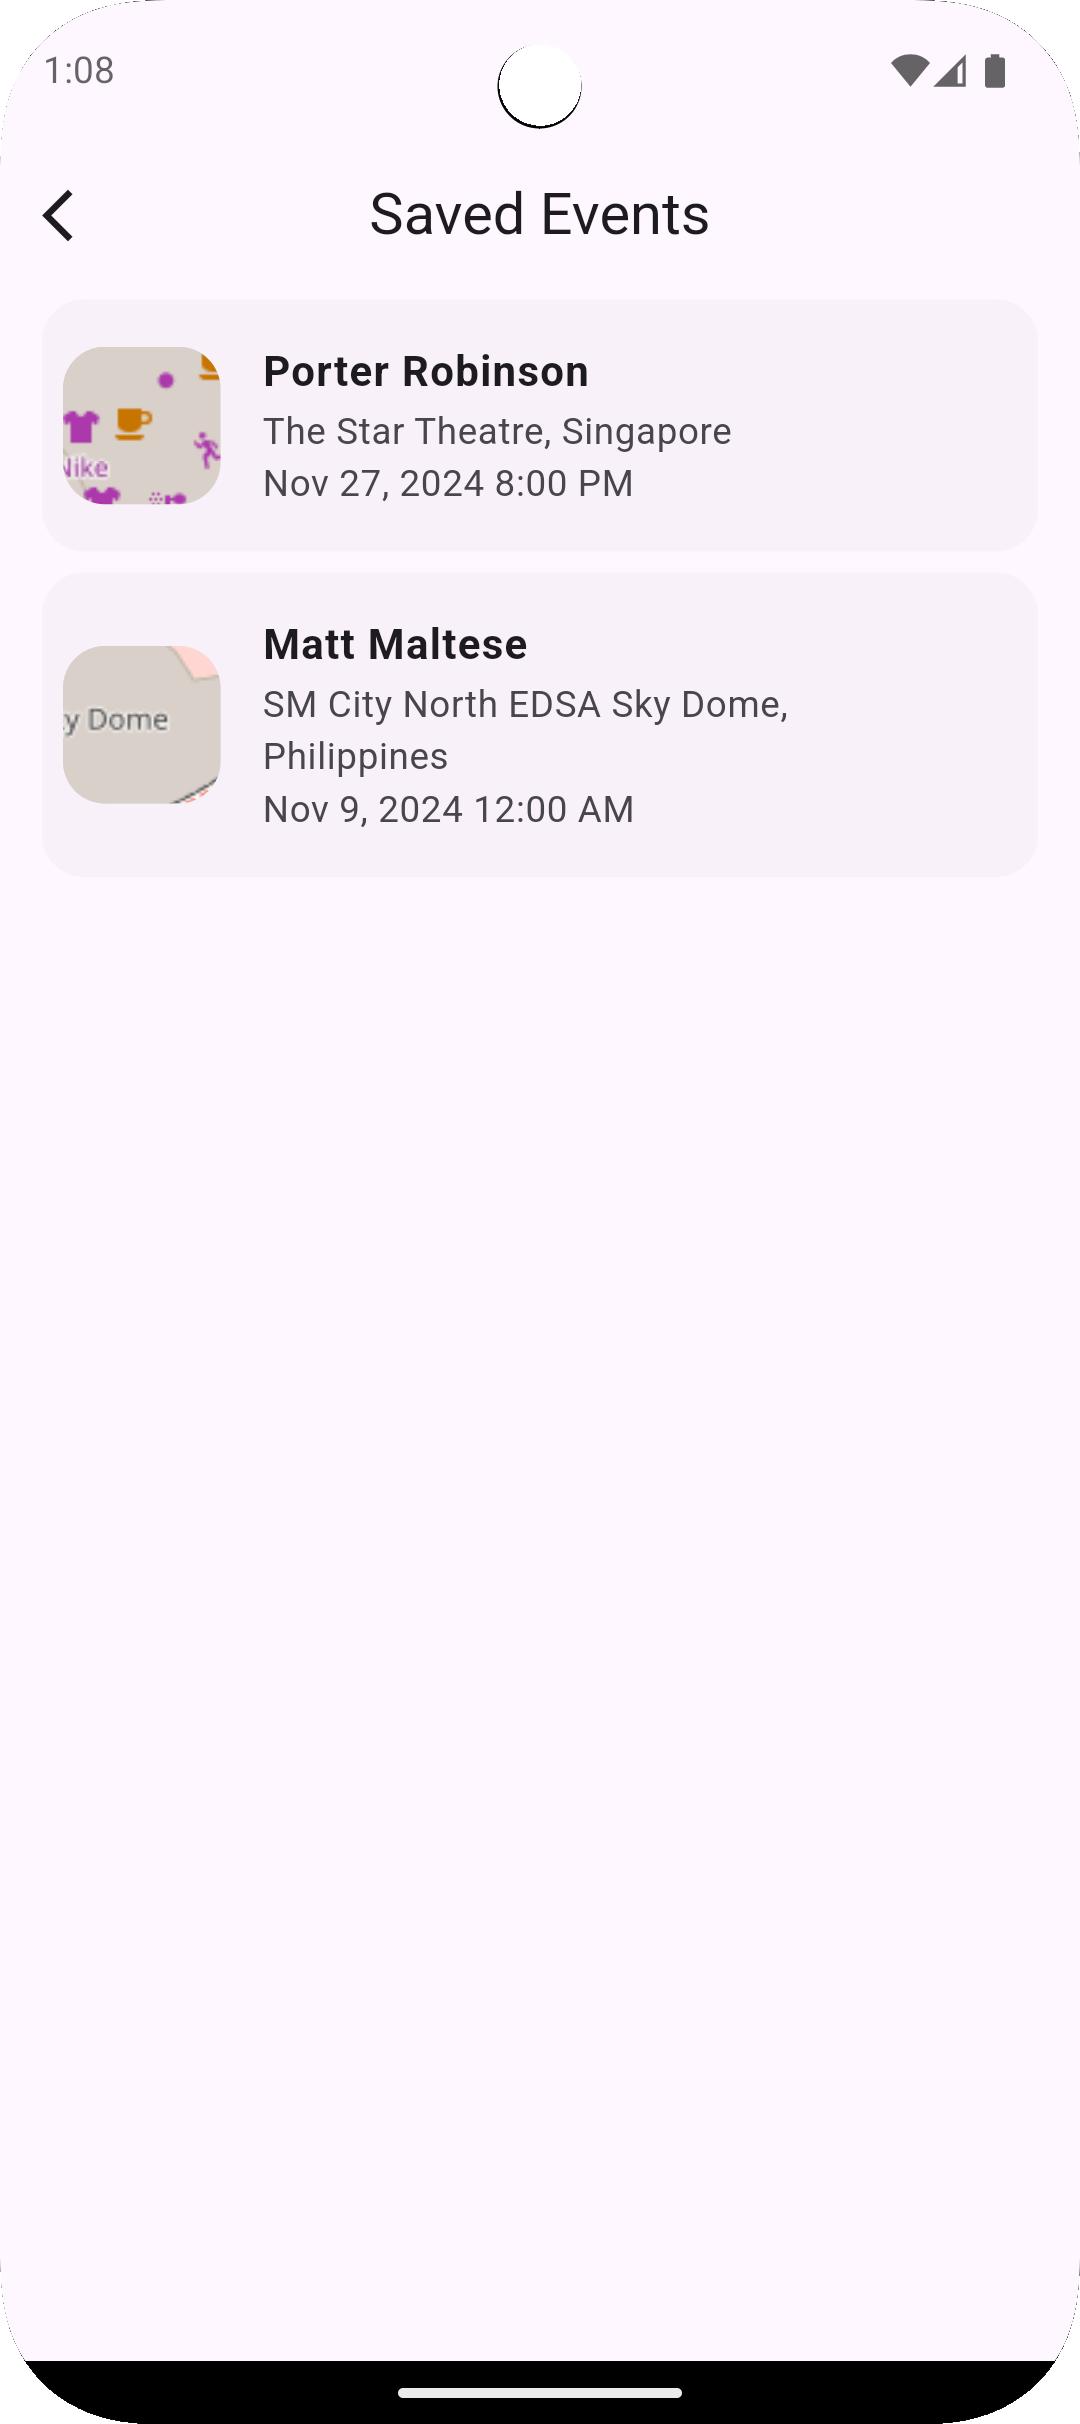 1:08
Saved Events
Porter Robinson
The Star Theatre, Singapore
Nov 27, 2024 8:00 PM
Nike
Matt Maltese
SM City North EDSA Sky Dome,
Philippines
Nov 9, 2024 12:00 AM
y Dome